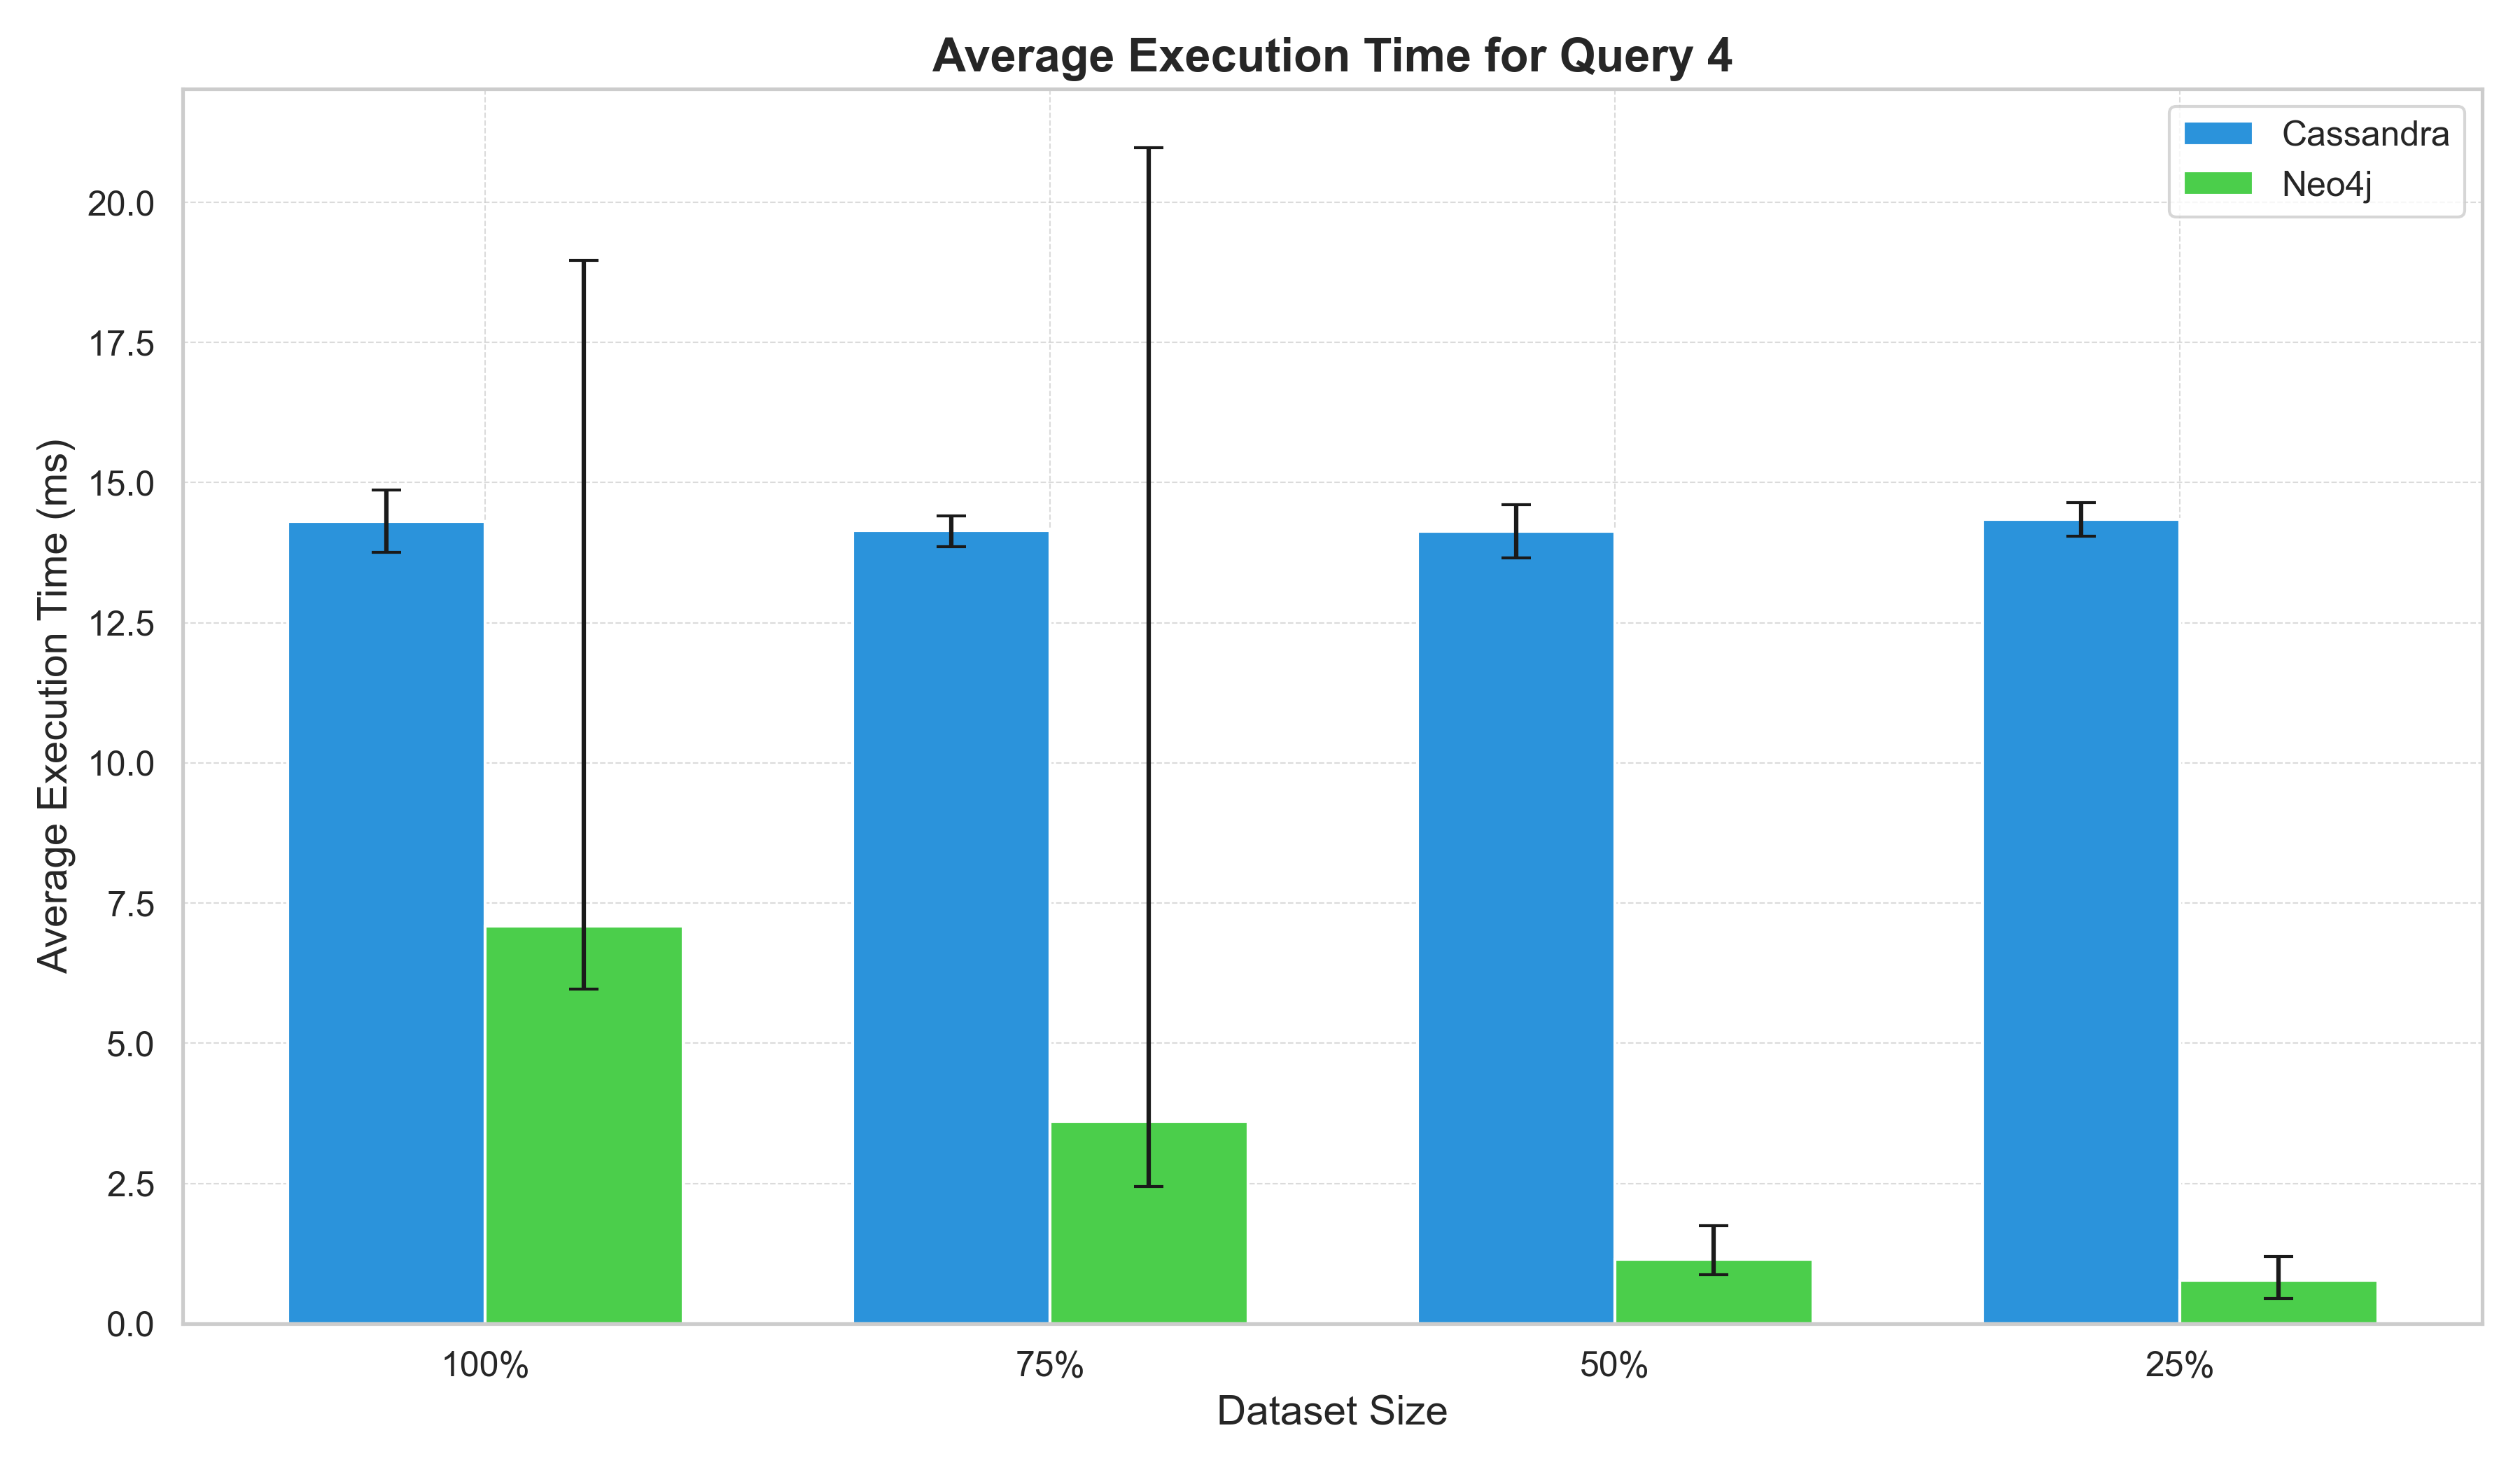 Average Execution Time for Query 4
Cassandra
Neo4j
Average Execution Time (ms)
20.0
17.5
15.0
12.5
10.0
7.5
5.0
2.5
0.0
100%
75%
50%
25%
Dataset Size